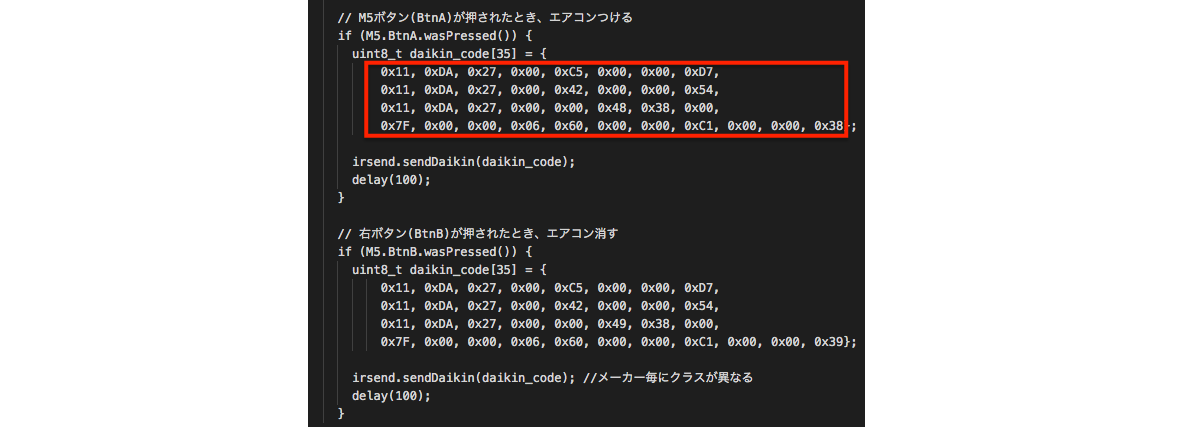 // M5ボタン(BtnA)が押されたとき、エアコンつける
if (M5.BtnA.wasPressed()) {
uint8_t daikin_code[35] = {
0x11, 0xDA, 0x27, 0x00, 0xC5, 0x00, 0x00, 0xD7,
0x11, 0xDA, 0x27, 0x00, 0x42, 0x00, 0x00, 0x54,
0x11, 0xDA, 0x27, 0x00, 0x00, 0x48, 0x38, 0x00,
0x7F, 0x00, 0x00, 0x06, 0x60, 0x00, 0x00, 0xC1, 0x00, 0x00, 0x38};
irsend.sendDaikin(daikin_code);
delay(100);
}
// 右ボタン(BtnB)が押されたとき、エアコン消す
if (M5.BtnB.wasPressed()) {
uint8_t daikin_code[35] = {
0x11, 0xDA, 0x27, 0x00, 0xC5, 0x00, 0x00, 0xD7,
0x11, 0xDA, 0x27, 0x00, 0x42, 0x00, 0x00, 0x54,
0x11, 0xDA, 0x27, 0x00, 0x00, 0x49, 0x38, 0x00,
0x7F, 0x00, 0x00, 0x06, 0x60, 0x00, 0x00, 0xC1, 0x00, 0x00, 0x39};
irsend.sendDaikin(daikin_code); //メーカー毎にクラスが異なる
delay(100);
}